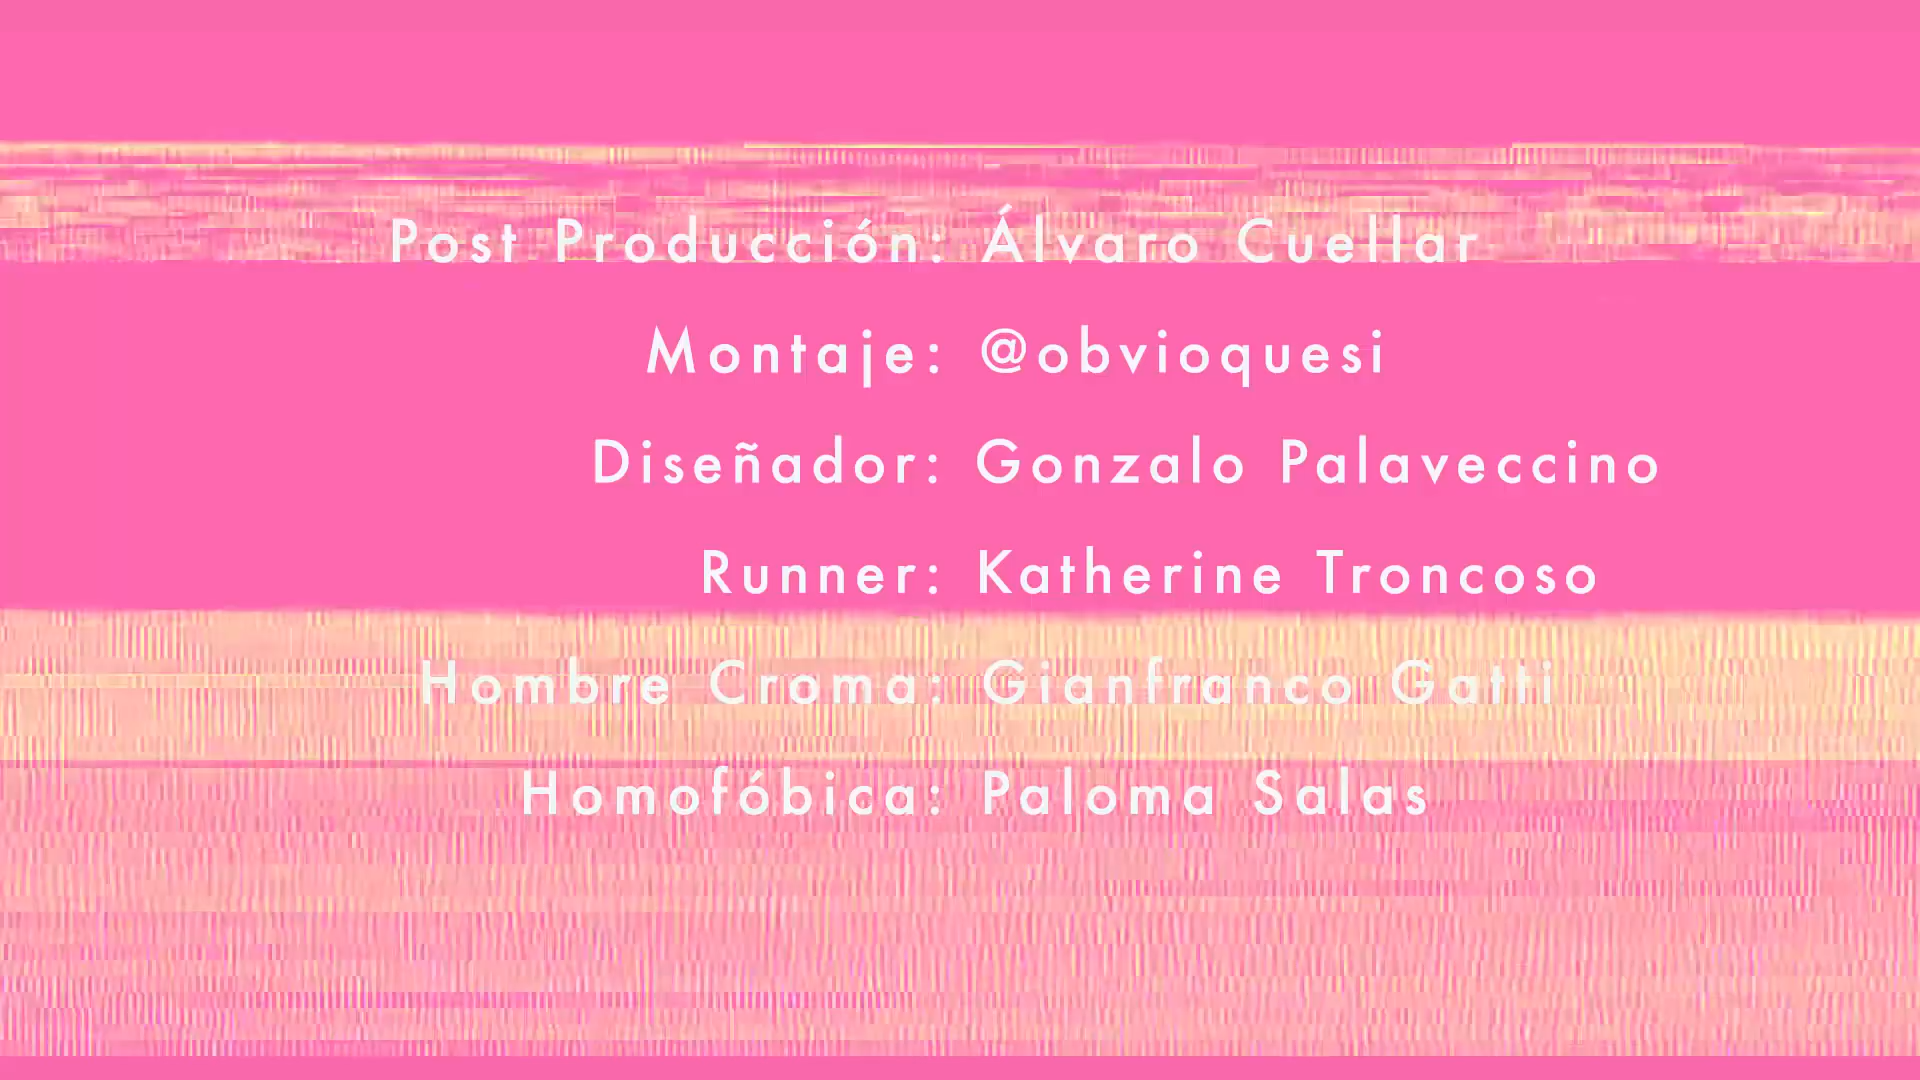 Post Producción: Álvaro Cuellar
Montaje: @obvioquesi
Diseñador: Gonzalo Palaveccino
Runner: Katherine Troncoso
Hombre Croma: Gianfranco Gatti
Homofóbica: Paloma Salas